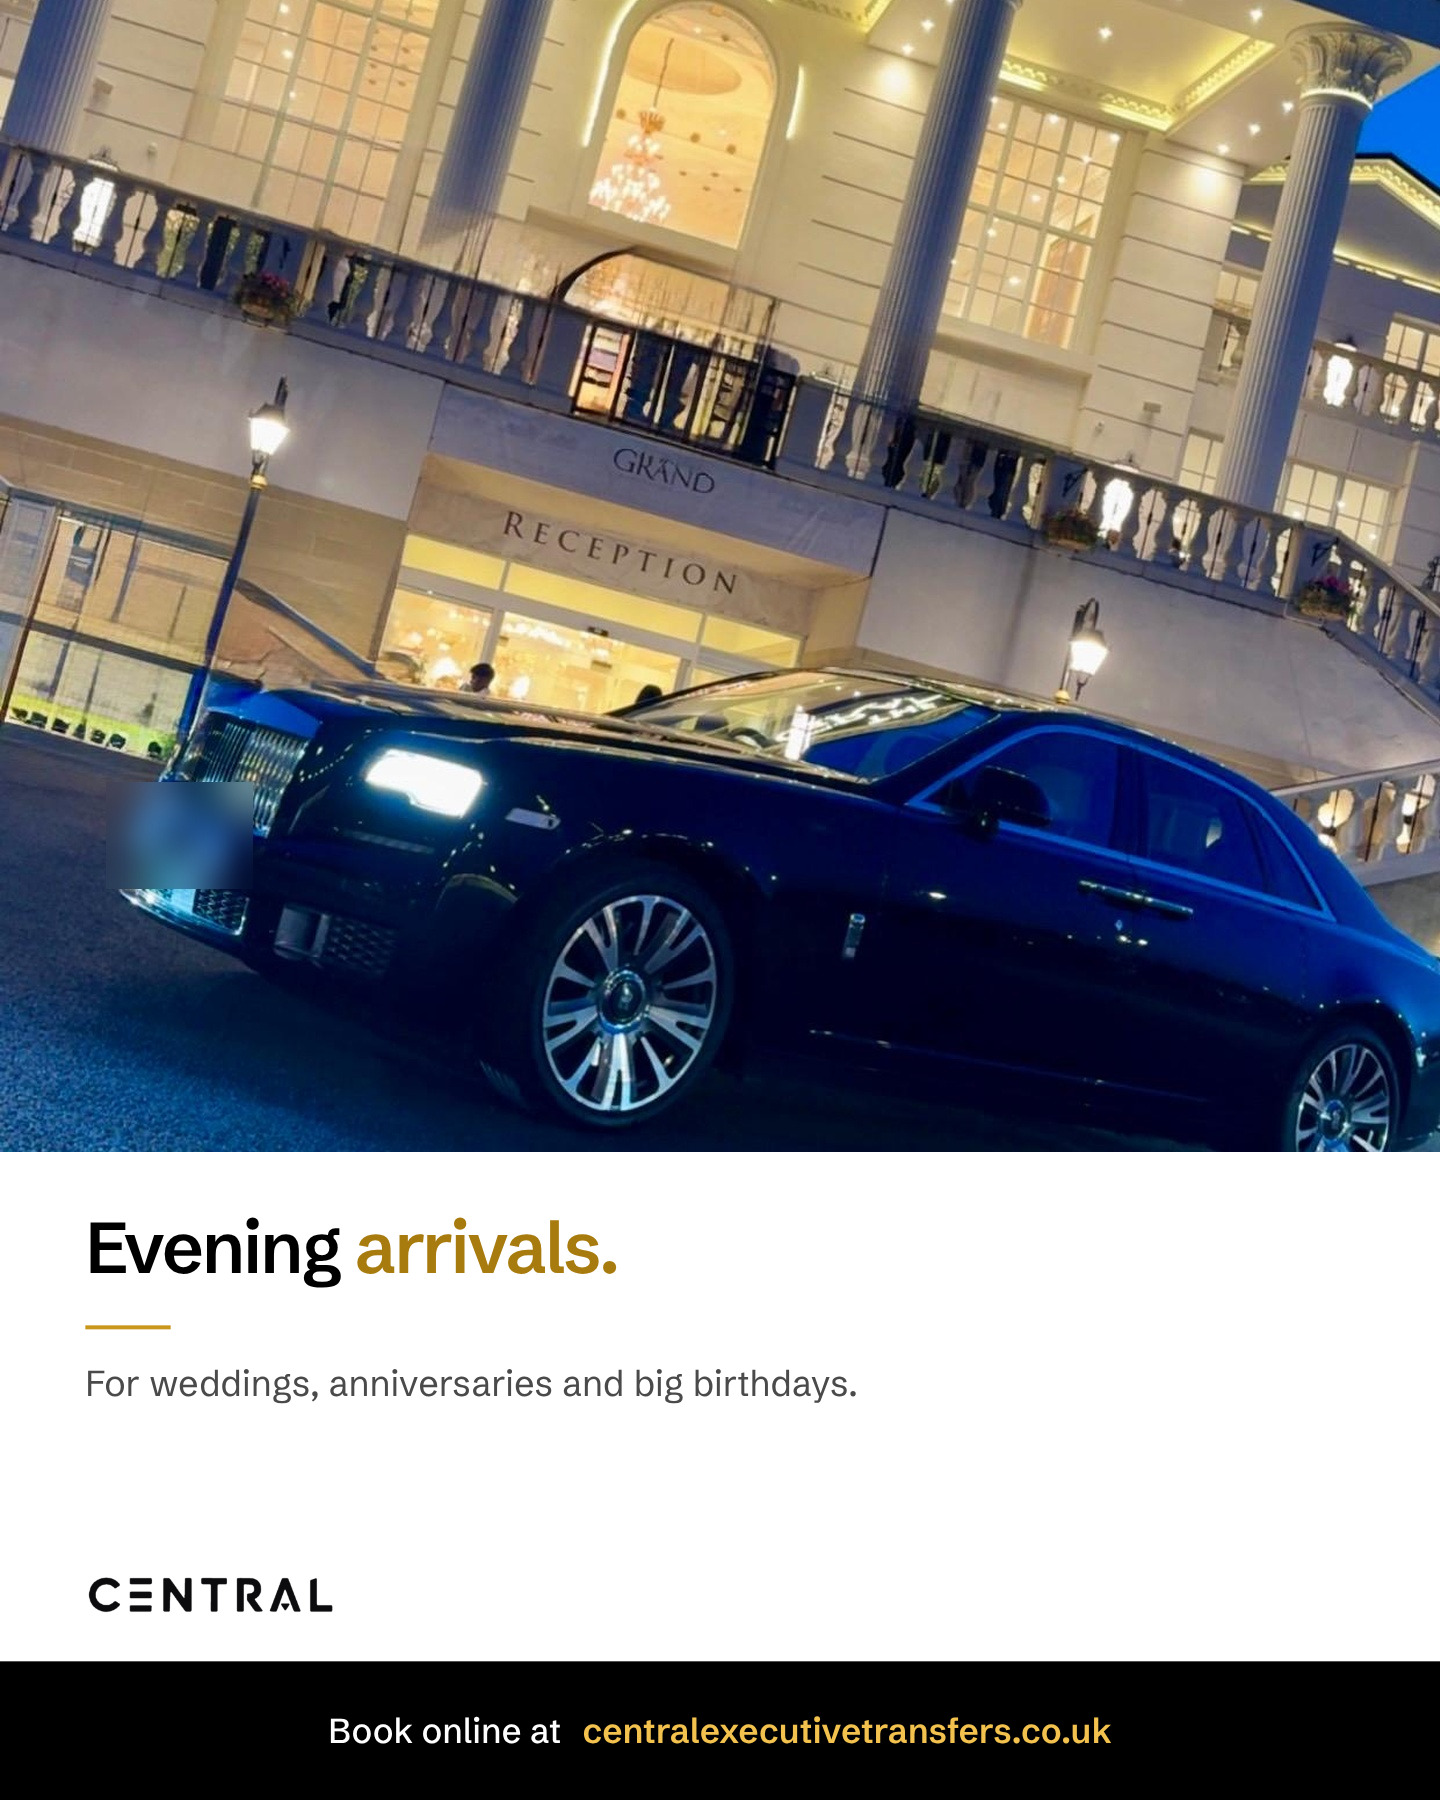 GRAND
RECEPTION
Evening arrivals.
For weddings, anniversaries and big birthdays.
CENTRAL
Book online at centralexecutivetransfers.co.uk